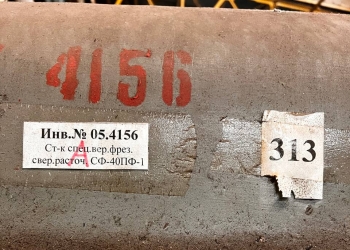 4156
Инв.№ 05.4156
Ст-к спец.вер.фрез.
свер.расточ. СФ-40ПФ-1
А
313